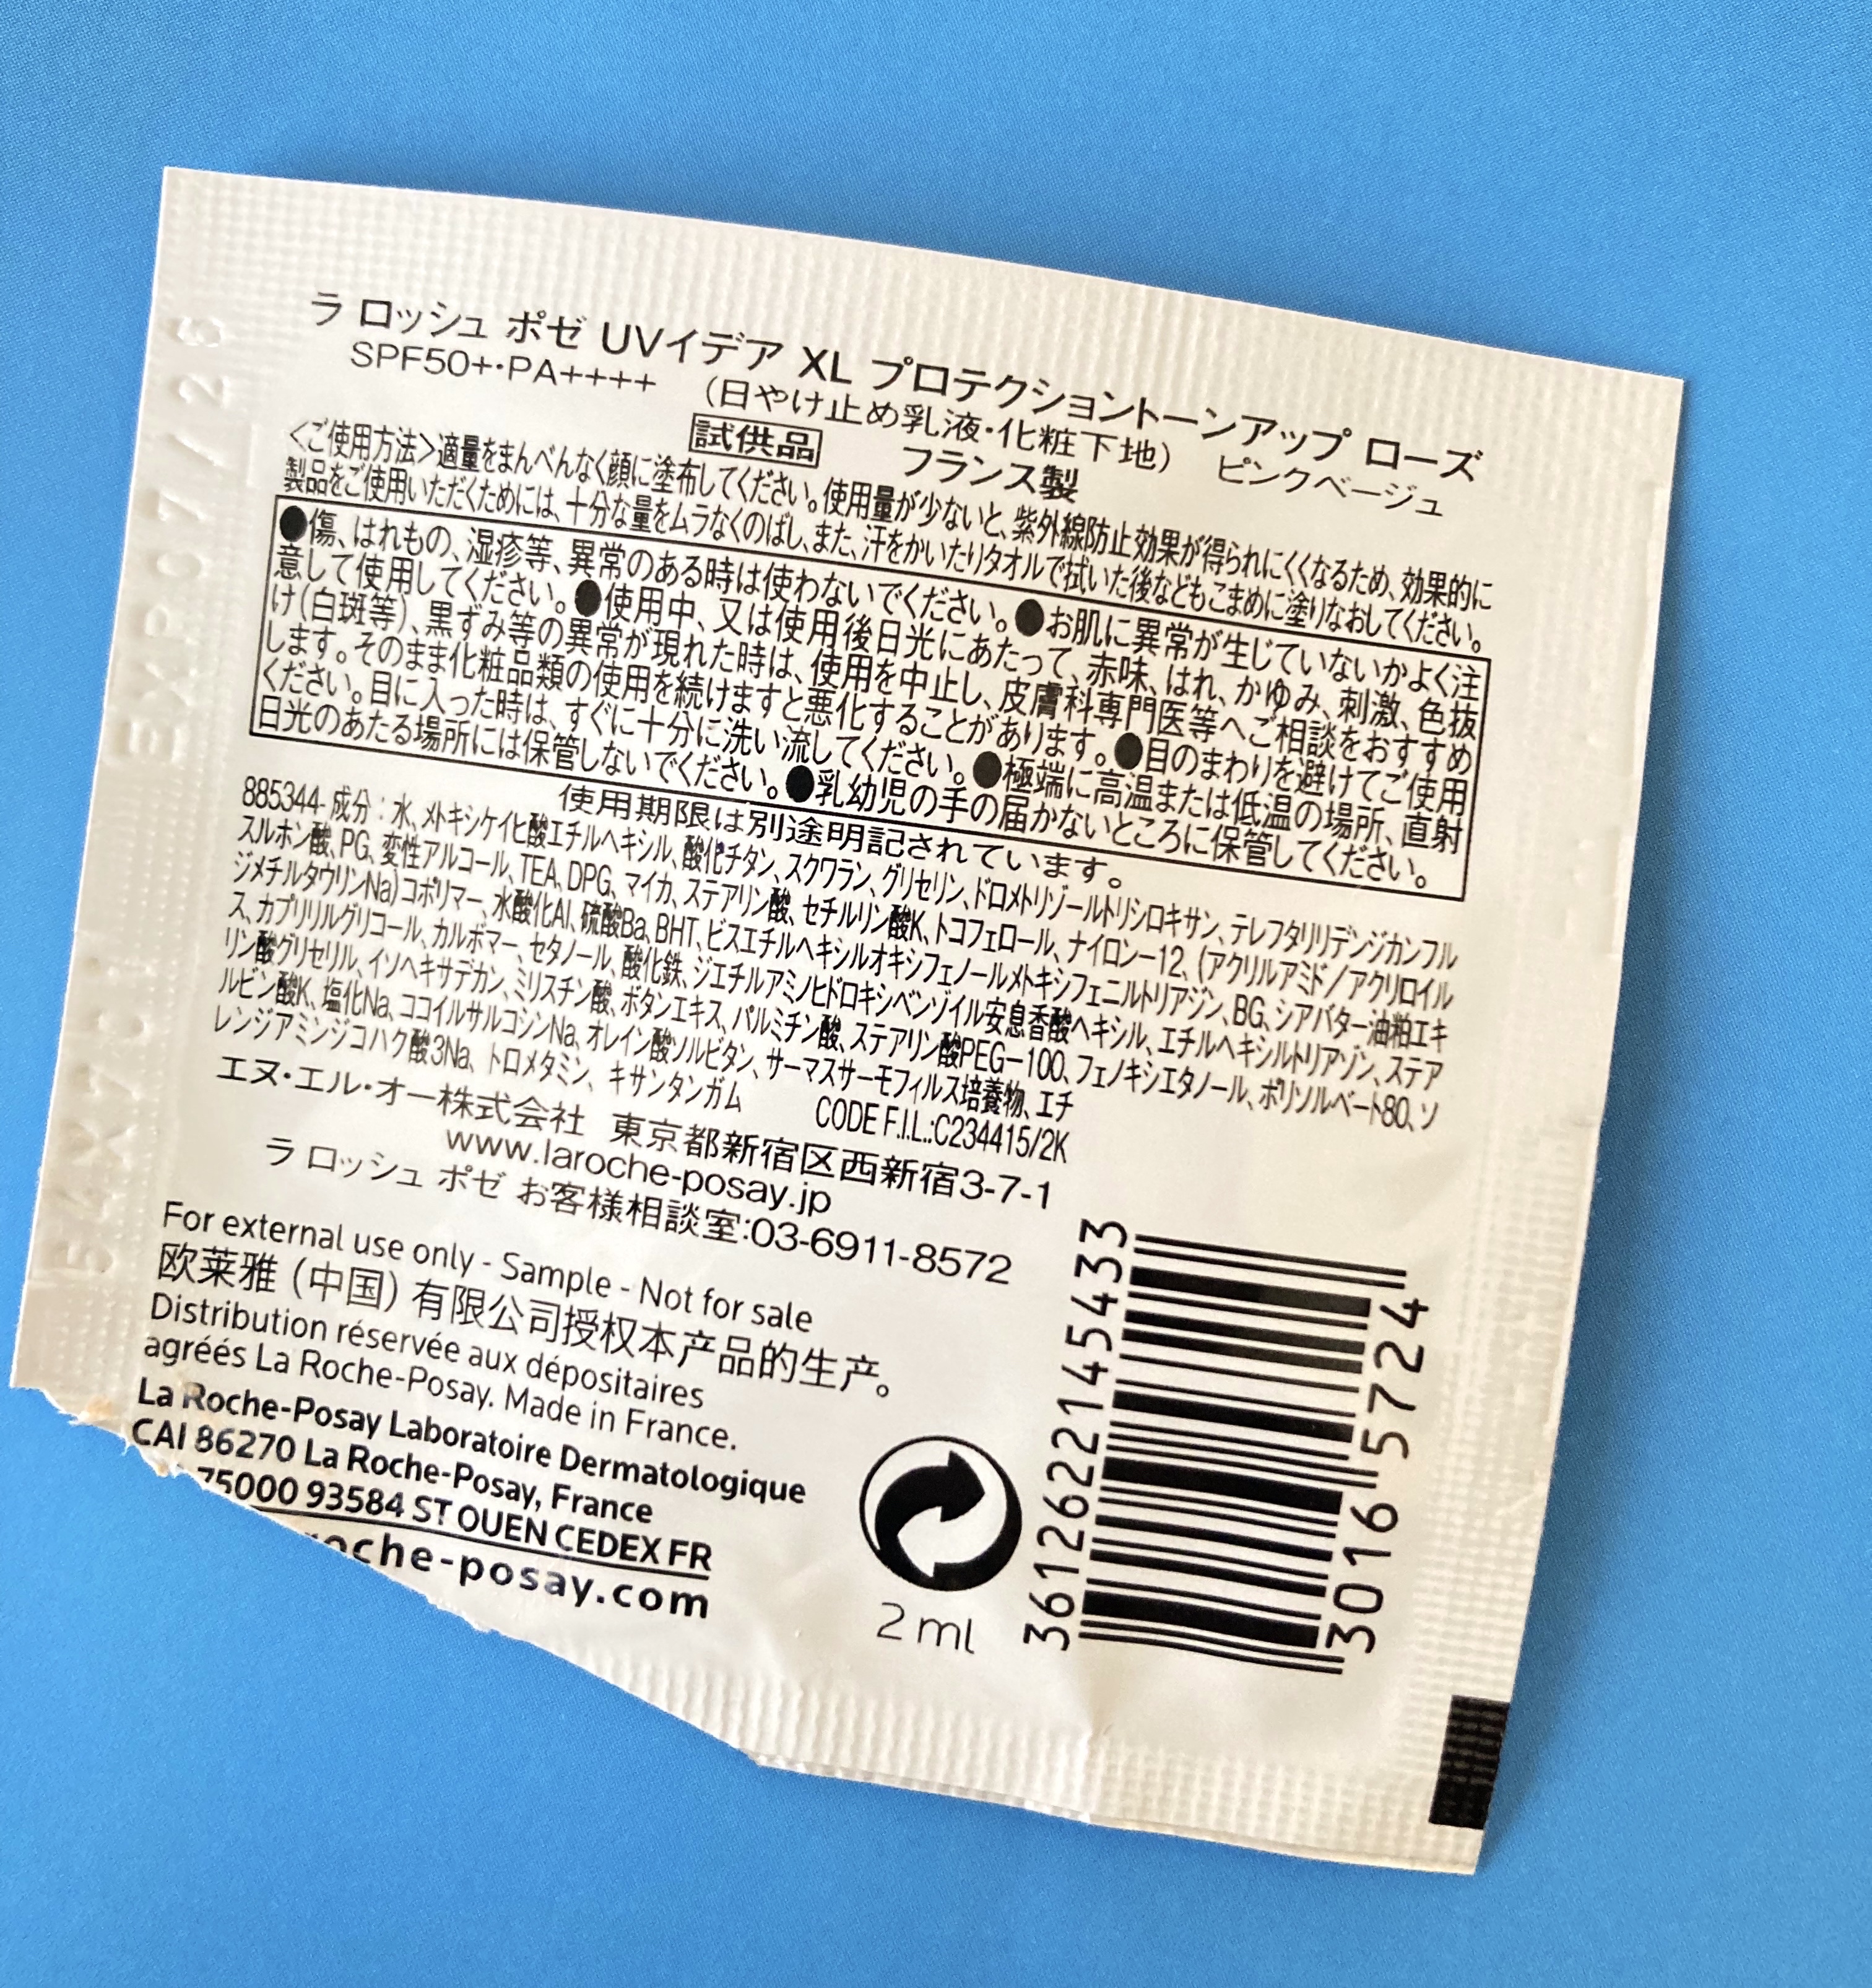 ラ ロッシュ ポゼ UVイデア XL プロテクショントーンアップ ローズ
SPF50+・PA++++ （日やけ止め乳液・化粧下地） ピンクベージュ
試供品 フランス製
＜ご使用方法＞適量をまんべんなく顔に塗布してください。使用量が少ないと、紫外線防止効果が得られにくくなるため、効果的に
製品をご使用いただくためには、十分な量をムラなくのばし、また、汗をかいたりタオルで拭いた後などもこまめに塗りなおしてください。
●傷、はれもの、湿疹等、異常のある時は使わないでください。●お肌に異常が生じていないかよく注
意して使用してください。●使用中、又は使用後日光にあたって、赤味、はれ、かゆみ、刺激、色抜
け（白斑等）、黒ずみ等の異常が現れた時は、使用を中止し、皮膚科専門医等へご相談をおすすめ
します。そのまま化粧品類の使用を続けますと悪化することがあります。●目のまわりを避けてご使用
ください。目に入った時は、すぐに十分に洗い流してください。●極端に高温または低温の場所、直射
日光のあたる場所には保管しないでください。●乳幼児の手の届かないところに保管してください。
使用期限は別途明記されています。
885344- 成分：水、メトキシケイヒ酸エチルヘキシル、酸化チタン、スクワラン、グリセリン、ドロメトリゾールトリシロキサン、テレフタリリデンジカンフル
スルホン酸、PG、変性アルコール、TEA、DPG、マイカ、ステアリン酸、セチルリン酸K、トコフェロール、ナイロンー12、（アクリルアミド／アクリロイル
ジメチルタウリンNa）コポリマー、水酸化Al、硫酸Ba、BHT、ビスエチルヘキシルオキシフェノールメトキシフェニルトリアジン、BG、シアバター油粕エキ
ス、カプリリルグリコール、カルボマー、セタノール、酸化鉄、ジエチルアミノヒドロキシベンゾイル安息香酸ヘキシル、エチルヘキシルトリアゾン、ステア
リン酸グリセリル、イソヘキサデカン、ミリスチン酸、ボタンエキス、パルミチン酸、ステアリン酸PEGー100、フェノキシエタノール、ポリソルベート80、ソ
ルビン酸K、塩化Na、ココイルサルコシンNa、オレイン酸ソルビタン、サーマスサーモフィルス培養物、エチ
レンジアミンジコハク酸3Na、トロメタミン、キサンタンガム CODE F.I.L.:C234415/2K
エヌ・エル・オー株式会社 東京都新宿区西新宿3-7-1
www.laroche-posay.jp
ラ ロッシュ ポゼ お客様相談室:03-6911-8572
For external use only - Sample - Not for sale
欧莱雅（中国）有限公司授权本产品的生产。
Distribution réservée aux dépositaires
agréés La Roche-Posay. Made in France.
La Roche-Posay Laboratoire Dermatologique
CAI 86270 La Roche-Posay, France
75000 93584 ST OUEN CEDEX FR
roche-posay.com
2 ml
3612622145433
30165724
EXP07/26